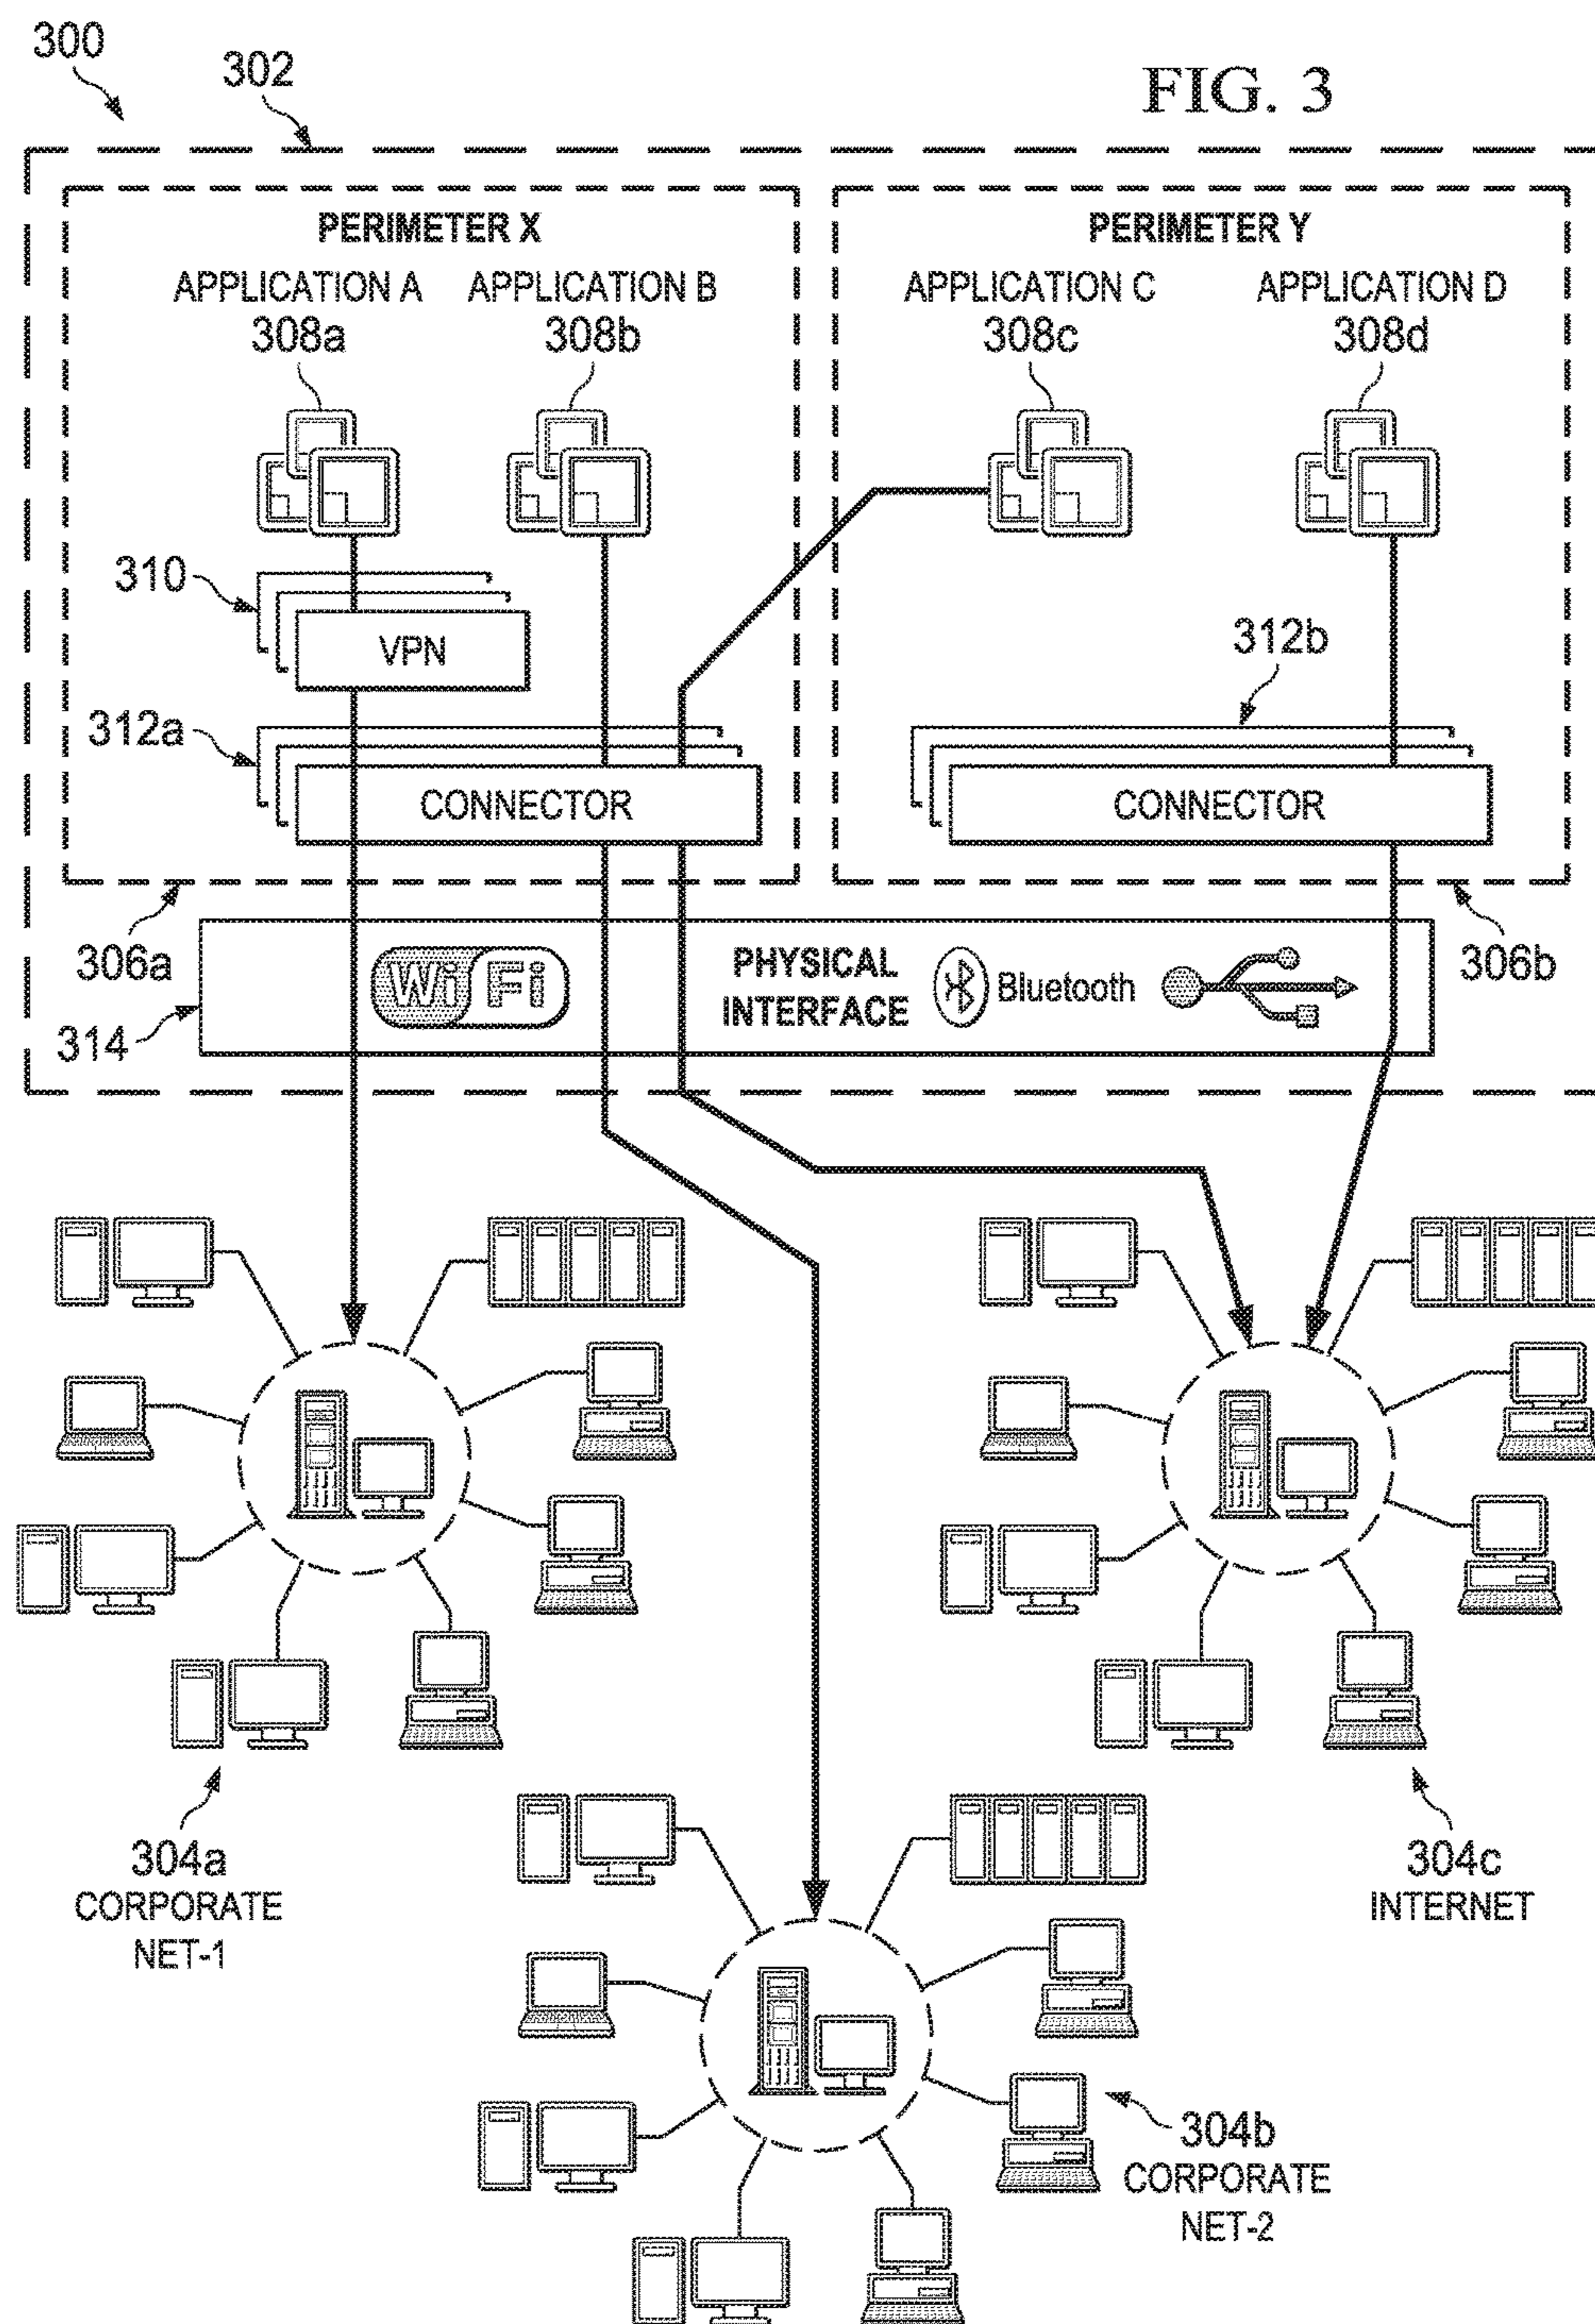 300
302
FIG. 3
PERIMETER X
PERIMETER Y
APPLICATION A
APPLICATION B
APPLICATION C
APPLICATION D
308a
308b
308c
308d
310
VPN
312b
312a
CONNECTOR
CONNECTOR
306a
306b
Wi Fi
PHYSICAL
INTERFACE
Bluetooth
314
304a
CORPORATE
NET-1
304c
INTERNET
304b
CORPORATE
NET-2